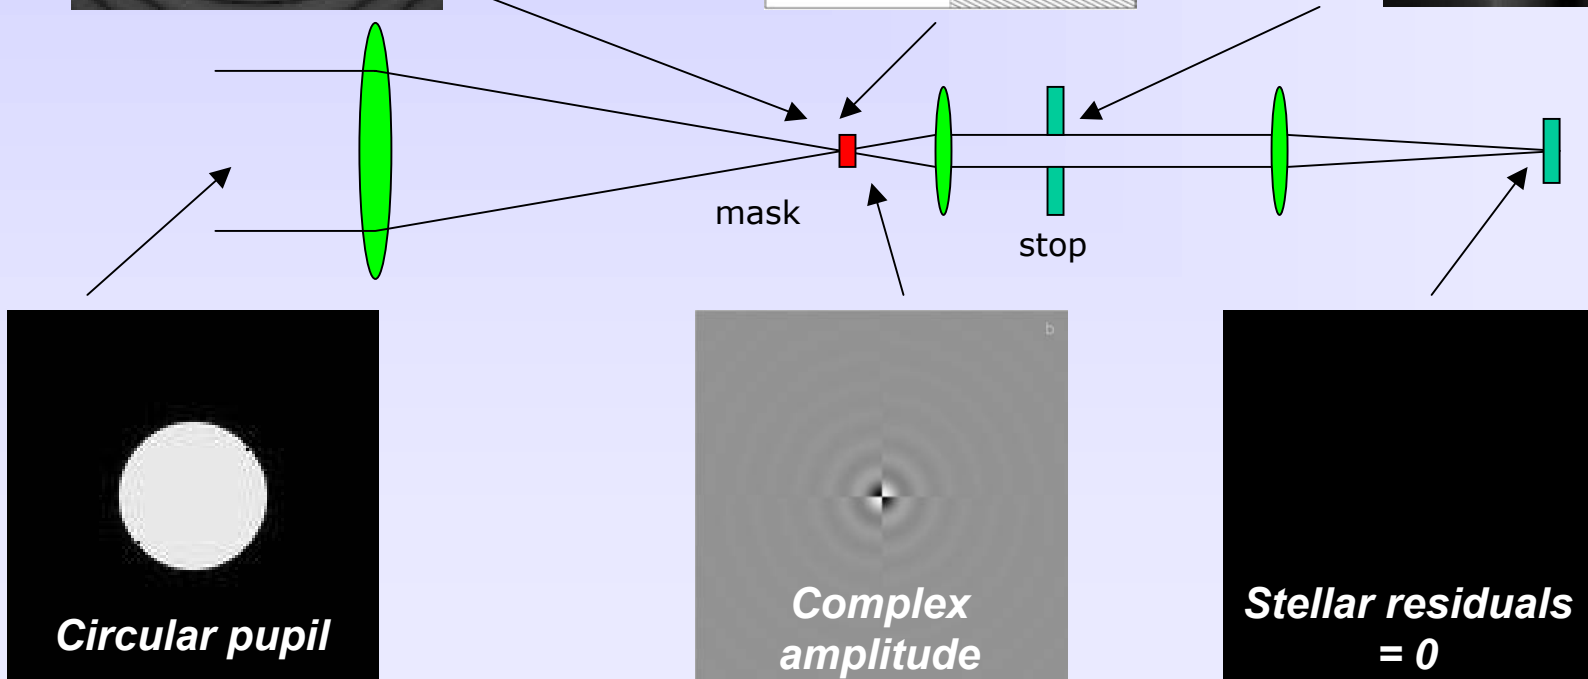 mask
stop
b
Circular pupil
Complex
amplitude
Stellar residuals
= 0